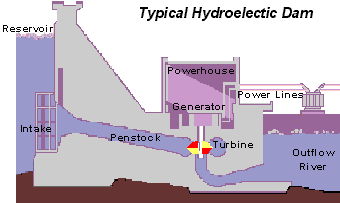 Typical Hydroelectic Dam
Reservoir
Powerhouse
Power Lines
Generator
Intake
Penstock
Turbine
Outflow
River